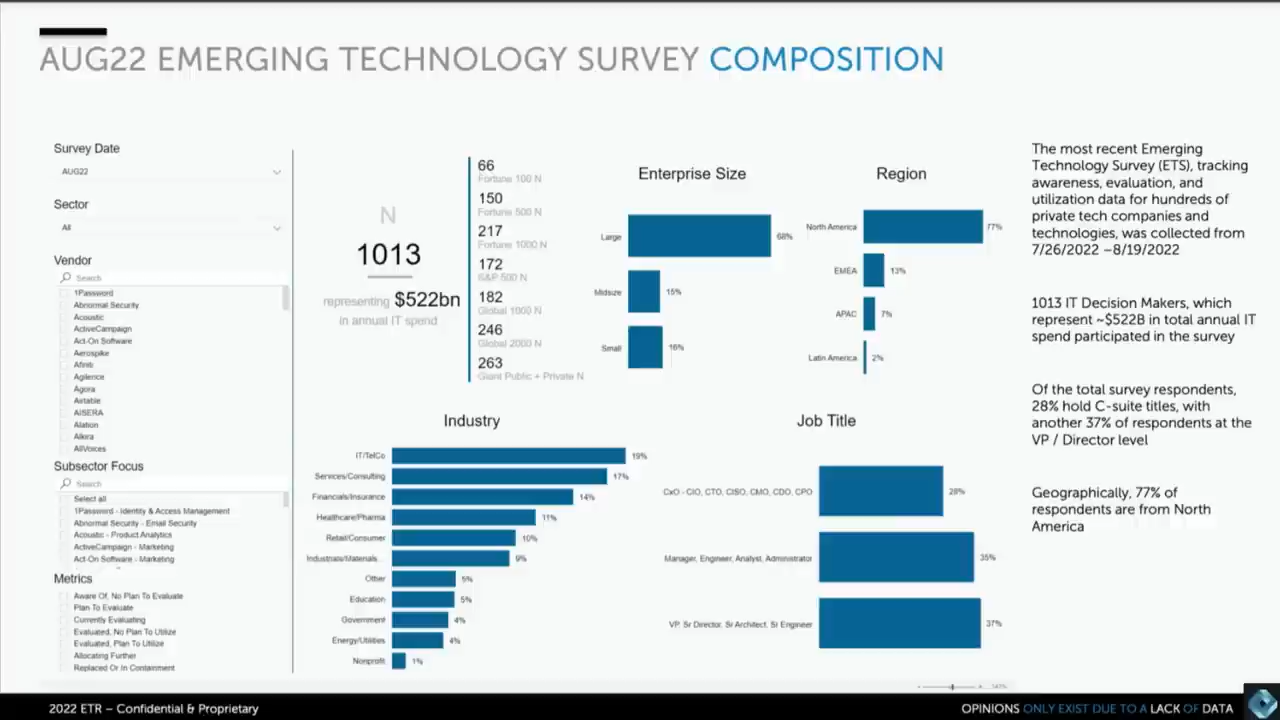 AUG22 EMERGING TECHNOLOGY SURVEY COMPOSITION
Survey Date
AUG22
Sector
All
Vendor
Search
1Password
Abnormal Security
Acoustic
ActiveCampaign
Act-On Software
Aerospike
Afiniti
Agilence
Agora
Airtable
AISERA
Alation
Alkira
AllVoices
Subsector Focus
Search
Select all
1Password - Identity & Access Management
Abnormal Security - Email Security
Acoustic - Product Analytics
ActiveCampaign - Marketing
Act-On Software - Marketing
Metrics
Aware Of, No Plan To Evaluate
Plan To Evaluate
Currently Evaluating
Evaluated, No Plan To Utilize
Evaluated, Plan To Utilize
Allocating Further
Replaced Or In Containment
N
1013
representing $522bn
in annual IT spend
66
Fortune 100 N
150
Fortune 500 N
217
Fortune 1000 N
172
S&P 500 N
182
Global 1000 N
246
Global 2000 N
263
Giant Public + Private N
Enterprise Size
Large 68%
Midsize 15%
Small 16%
Region
North America 77%
EMEA 13%
APAC 7%
Latin America 2%
Industry
IT/TelCo 19%
Services/Consulting 17%
Financials/Insurance 14%
Healthcare/Pharma 11%
Retail/Consumer 10%
Industrials/Materials... 9%
Other 5%
Education 5%
Government 4%
Energy/Utilities 4%
Nonprofit 1%
Job Title
CxO - CIO, CTO, CISO, CMO, CDO, CPO 28%
Manager, Engineer, Analyst, Administrator 35%
VP, Sr Director, Sr Architect, Sr Engineer 37%
The most recent Emerging
Technology Survey (ETS), tracking
awareness, evaluation, and
utilization data for hundreds of
private tech companies and
technologies, was collected from
7/26/2022 –8/19/2022
1013 IT Decision Makers, which
represent ~$522B in total annual IT
spend participated in the survey
Of the total survey respondents,
28% hold C-suite titles, with
another 37% of respondents at the
VP / Director level
Geographically, 77% of
respondents are from North
America
2022 ETR – Confidential & Proprietary
OPINIONS ONLY EXIST DUE TO A LACK OF DATA